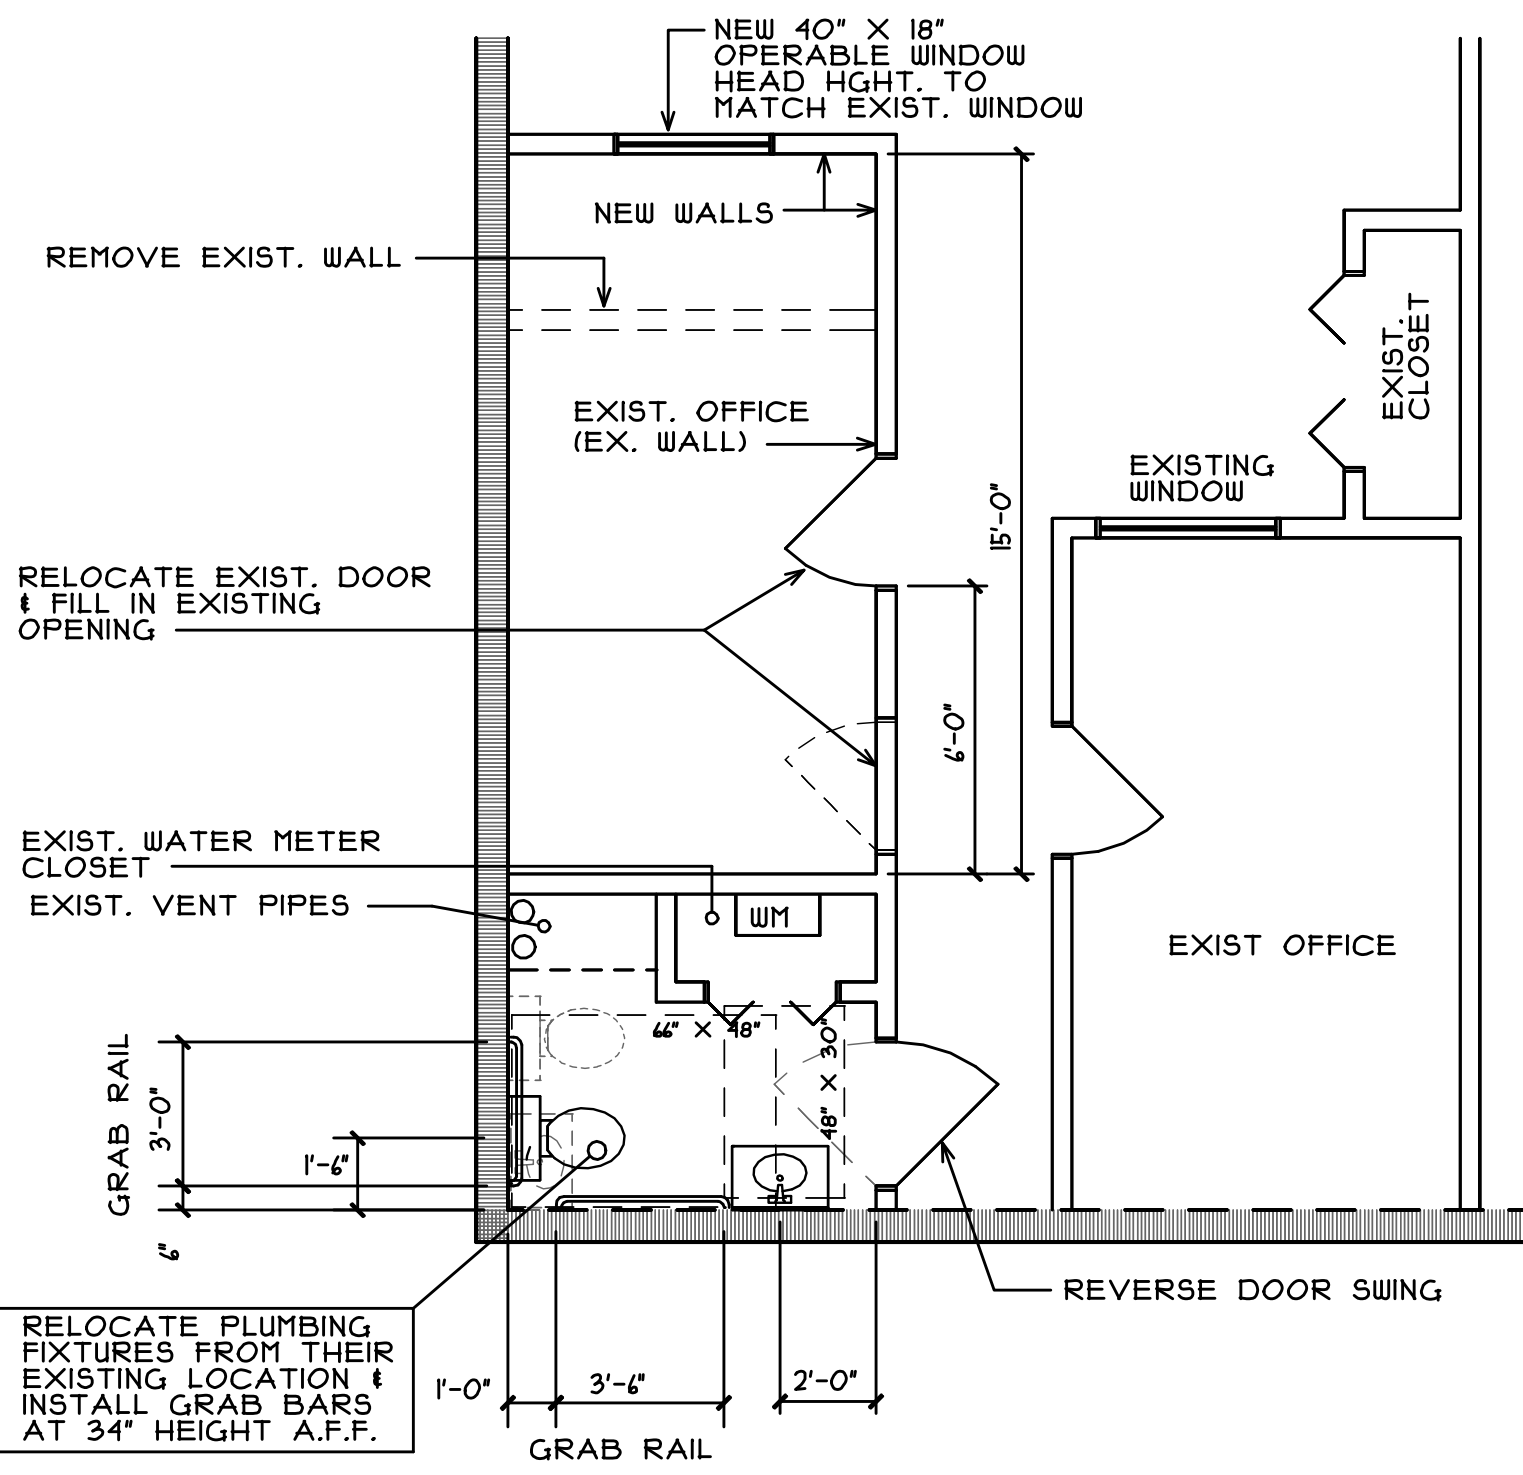 NEW 40" X 18"
OPERABLE WINDOW
HEAD HGHT. TO
MATCH EXIST. WINDOW
NEW WALLS
REMOVE EXIST. WALL
EXIST.
CLOSET
EXIST. OFFICE
(EX. WALL)
EXISTING
WINDOW
15'-0"
RELOCATE EXIST. DOOR
& FILL IN EXISTING
OPENING
6'-0"
EXIST. WATER METER
CLOSET
EXIST. VENT PIPES
WM
EXIST OFFICE
66" X 48"
48" X 30"
GRAB RAIL
3'-0"
1'-6"
6"
REVERSE DOOR SWING
RELOCATE PLUMBING
FIXTURES FROM THEIR
EXISTING LOCATION &
INSTALL GRAB BARS
AT 34" HEIGHT A.F.F.
1'-0"
3'-6"
2'-0"
GRAB RAIL